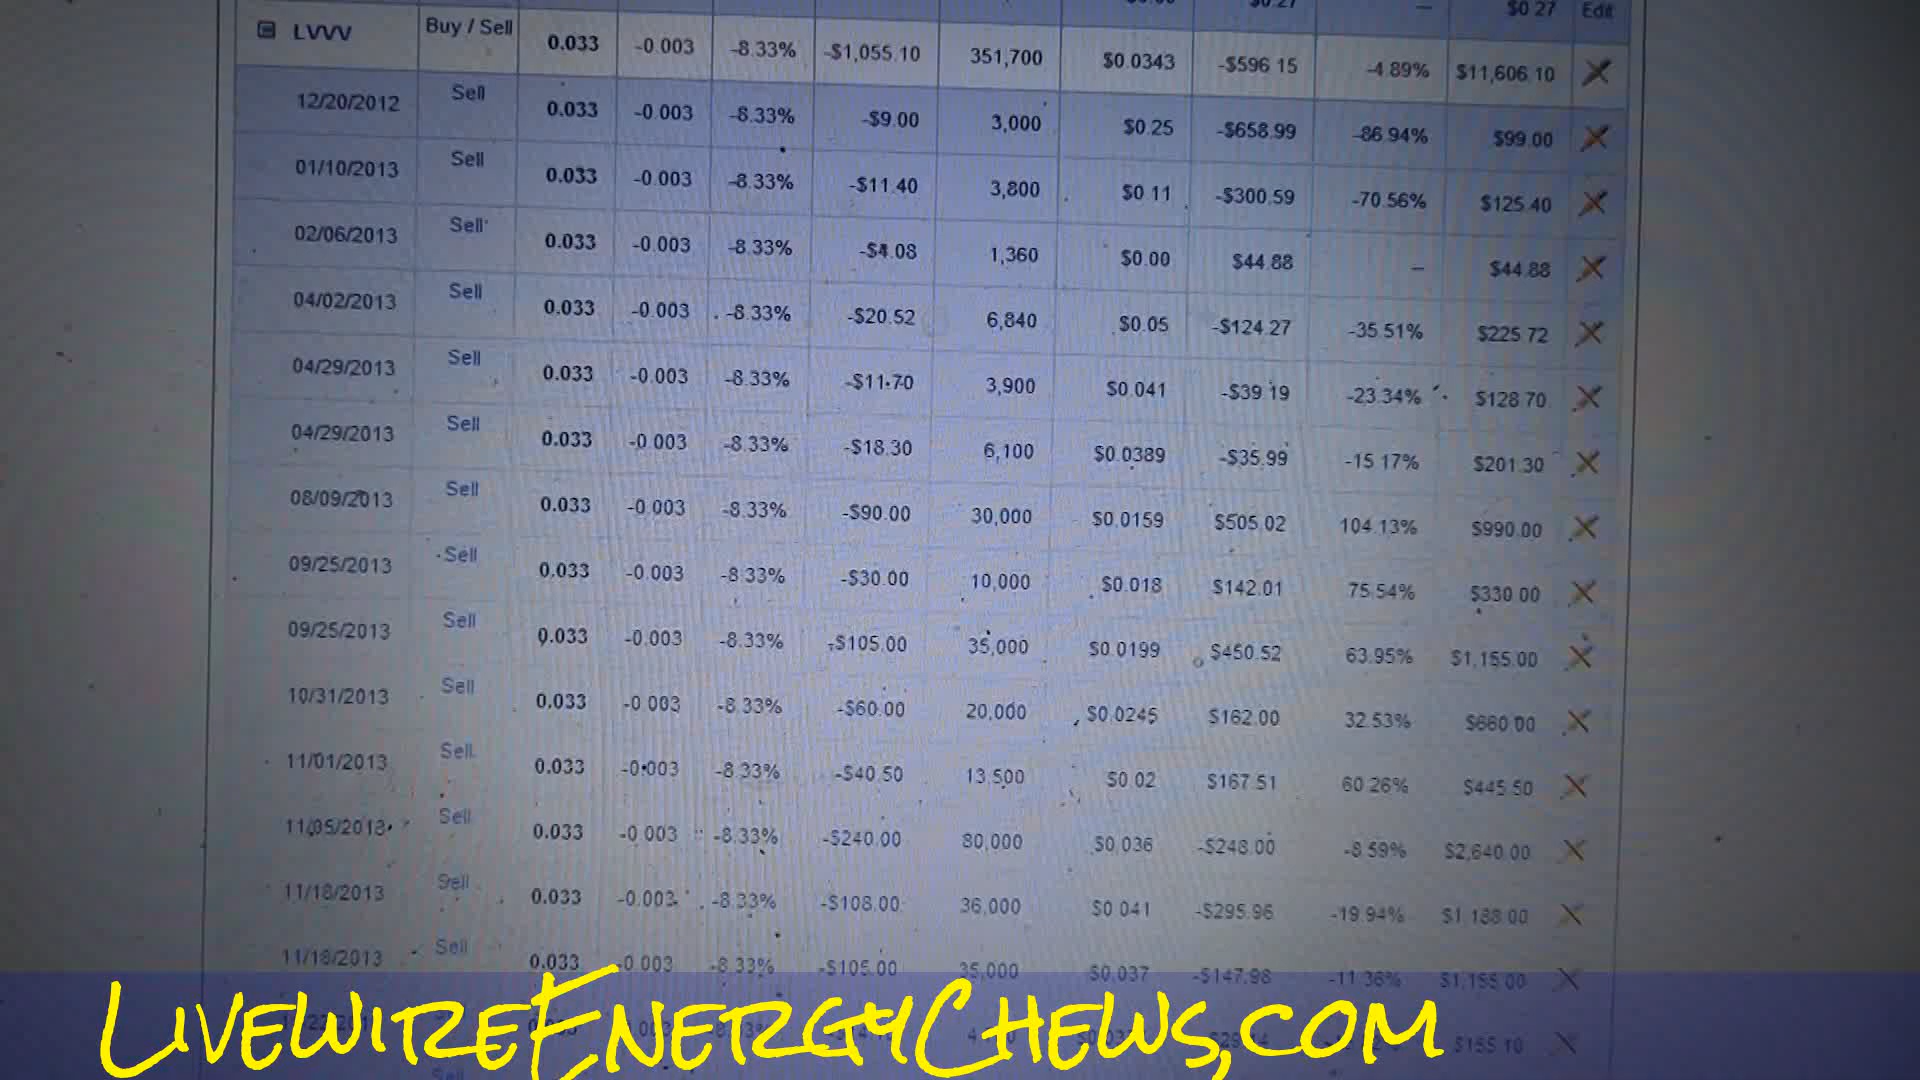 $0.27 — $0.27 Edit
LVVV Buy / Sell 0.033 -0.003 -8.33% -$1,055.10 351,700 $0.0343 -$596.15 -4.89% $11,606.10
12/20/2012 Sell 0.033 -0.003 -8.33% -$9.00 3,000 $0.25 -$658.99 -86.94% $99.00
01/10/2013 Sell 0.033 -0.003 -8.33% -$11.40 3,800 $0.11 -$300.59 -70.56% $125.40
02/06/2013 Sell 0.033 -0.003 -8.33% -$4.08 1,360 $0.00 $44.88 — $44.88
04/02/2013 Sell 0.033 -0.003 -8.33% -$20.52 6,840 $0.05 -$124.27 -35.51% $225.72
04/29/2013 Sell 0.033 -0.003 -8.33% -$11.70 3,900 $0.041 -$39.19 -23.34% $128.70
04/29/2013 Sell 0.033 -0.003 -8.33% -$18.30 6,100 $0.0389 -$35.99 -15.17% $201.30
08/09/2013 Sell 0.033 -0.003 -8.33% -$90.00 30,000 $0.0159 $505.02 104.13% $990.00
09/25/2013 Sell 0.033 -0.003 -8.33% -$30.00 10,000 $0.018 $142.01 75.54% $330.00
09/25/2013 Sell 0.033 -0.003 -8.33% -$105.00 35,000 $0.0199 $450.52 63.95% $1,155.00
10/31/2013 Sell 0.033 -0.003 -8.33% -$60.00 20,000 $0.0245 $162.00 32.53% $660.00
11/01/2013 Sell 0.033 -0.003 -8.33% -$40.50 13,500 $0.02 $167.51 60.26% $445.50
11/05/2013 Sell 0.033 -0.003 -8.33% -$240.00 80,000 $0.036 -$248.00 -8.59% $2,640.00
11/18/2013 Sell 0.033 -0.003 -8.33% -$108.00 36,000 $0.041 -$295.96 -19.94% $1,188.00
11/18/2013 Sell 0.033 -0.003 -8.33% -$105.00 35,000 $0.037 -$147.98 -11.36% $1,155.00
$155.10
LivewireEnergyChews.com
Sell